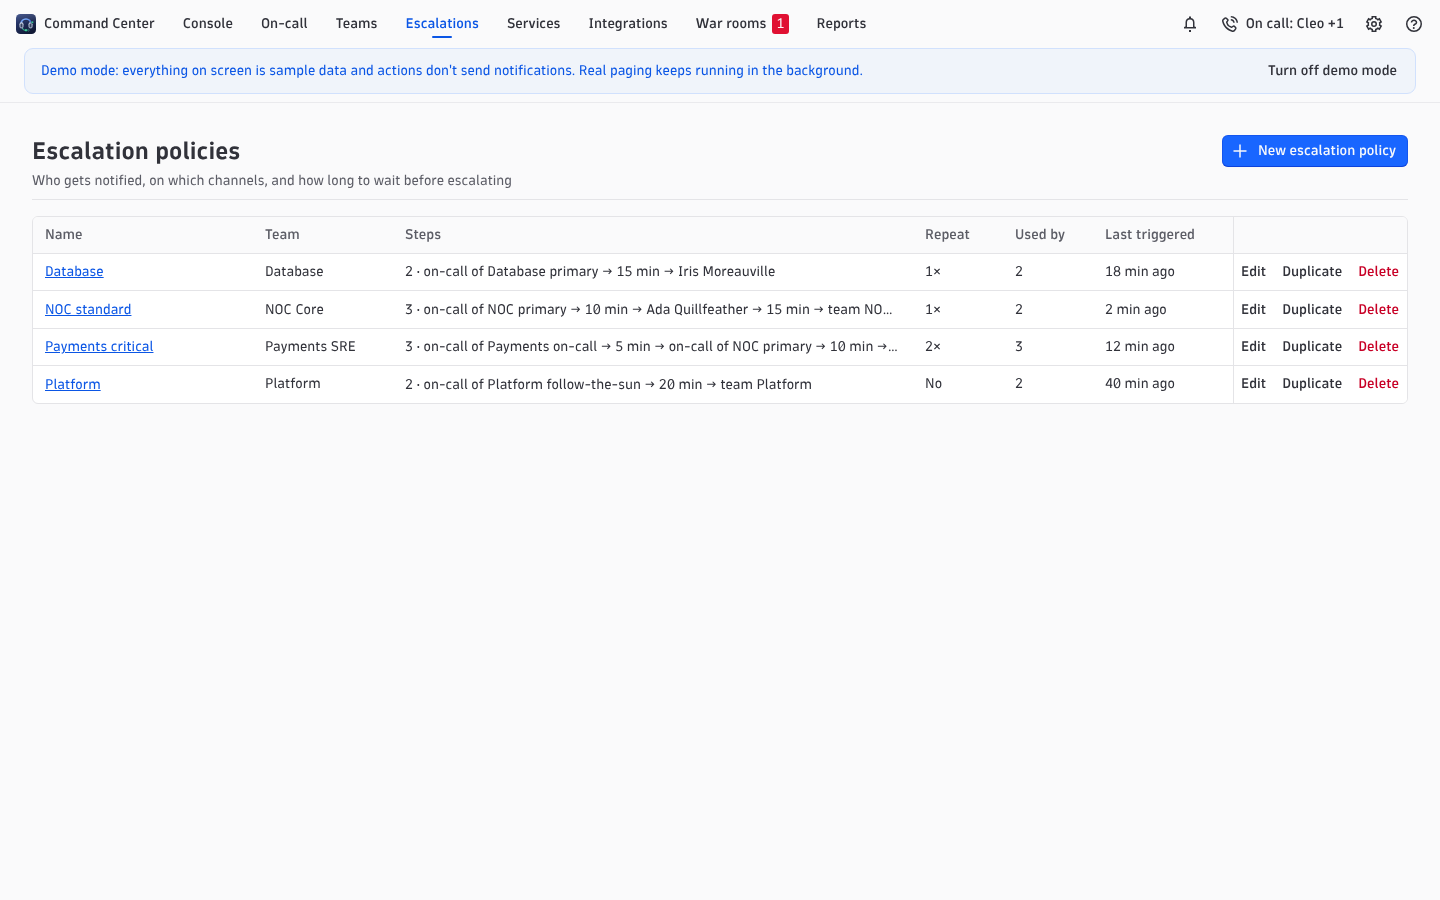 Command Center Console On-call Teams Escalations Services Integrations War rooms 1 Reports On call: Cleo +1
Demo mode: everything on screen is sample data and actions don't send notifications. Real paging keeps running in the background. Turn off demo mode
Escalation policies
New escalation policy
Who gets notified, on which channels, and how long to wait before escalating
Name Team Steps Repeat Used by Last triggered
Database Database 2 · on-call of Database primary → 15 min → Iris Moreauville 1× 2 18 min ago Edit Duplicate Delete
NOC standard NOC Core 3 · on-call of NOC primary → 10 min → Ada Quillfeather → 15 min → team NO... 1× 2 2 min ago Edit Duplicate Delete
Payments critical Payments SRE 3 · on-call of Payments on-call → 5 min → on-call of NOC primary → 10 min →... 2× 3 12 min ago Edit Duplicate Delete
Platform Platform 2 · on-call of Platform follow-the-sun → 20 min → team Platform No 2 40 min ago Edit Duplicate Delete